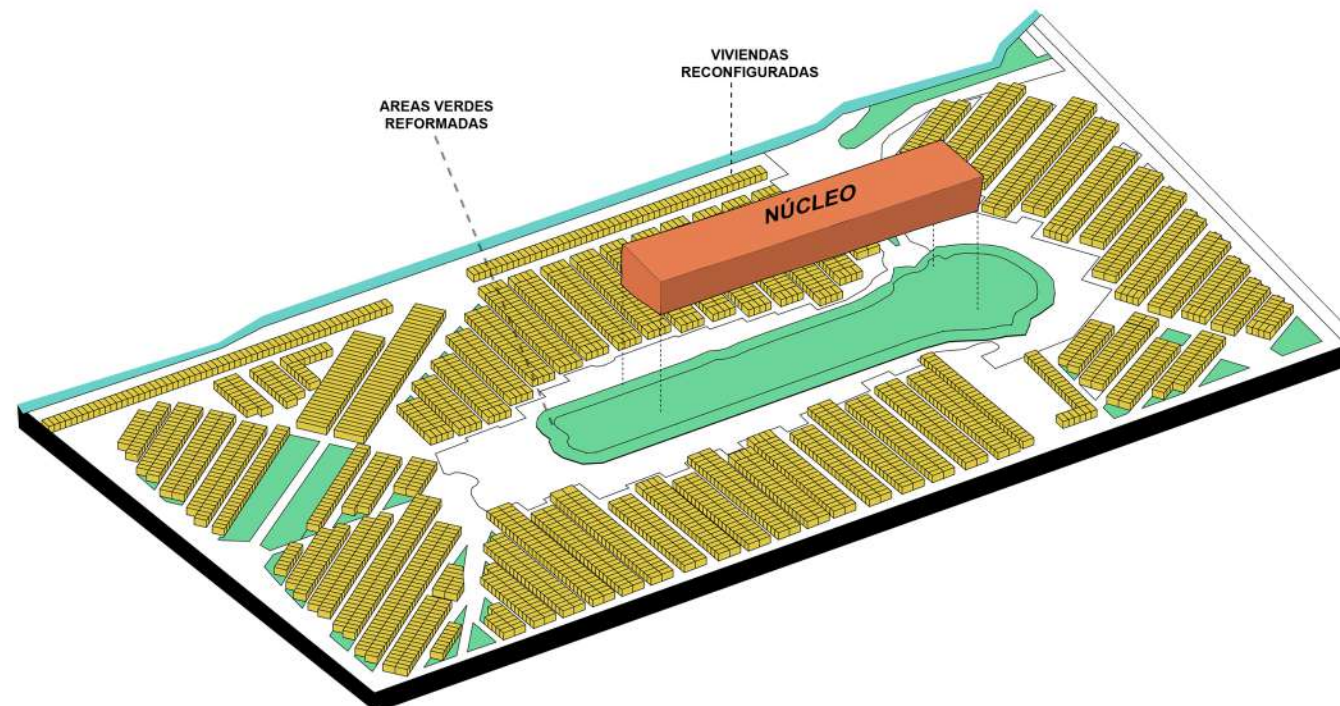 VIVIENDAS
RECONFIGURADAS
AREAS VERDES
REFORMADAS
NÚCLEO